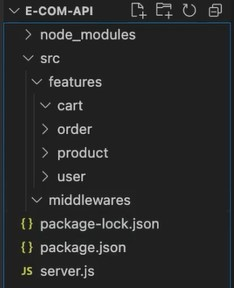 E-COM-API
node_modules
src
features
cart
order
product
user
middlewares
{} package-lock.json
{} package.json
JS server.js